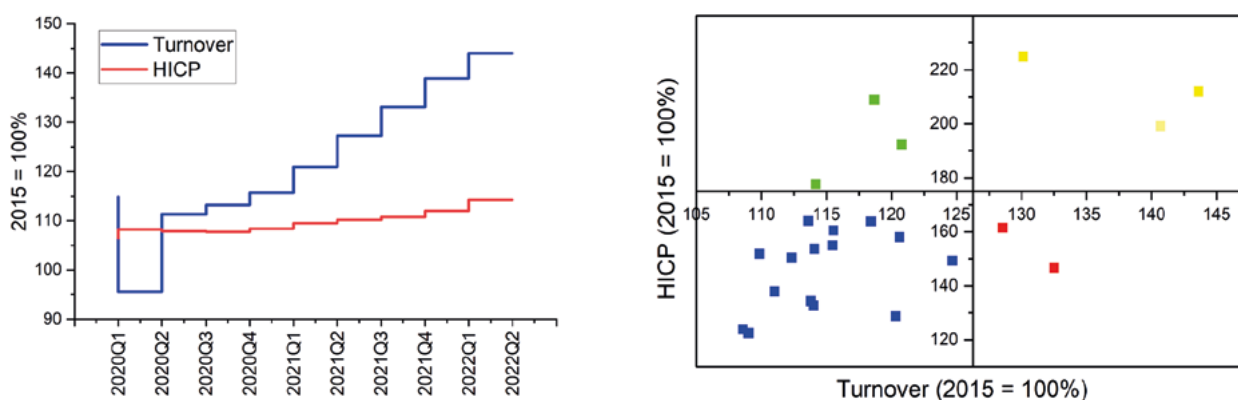 150
140
130
120
110
100
90
2015 = 100%
Turnover
HICP
2020Q1
2020Q2
2020Q3
2020Q4
2021Q1
2021Q2
2021Q3
2021Q4
2022Q1
2022Q2
HICP (2015 = 100%)
220
200
180
105 110 115 120 125 130 135 140 145
160
140
120
Turnover (2015 = 100%)